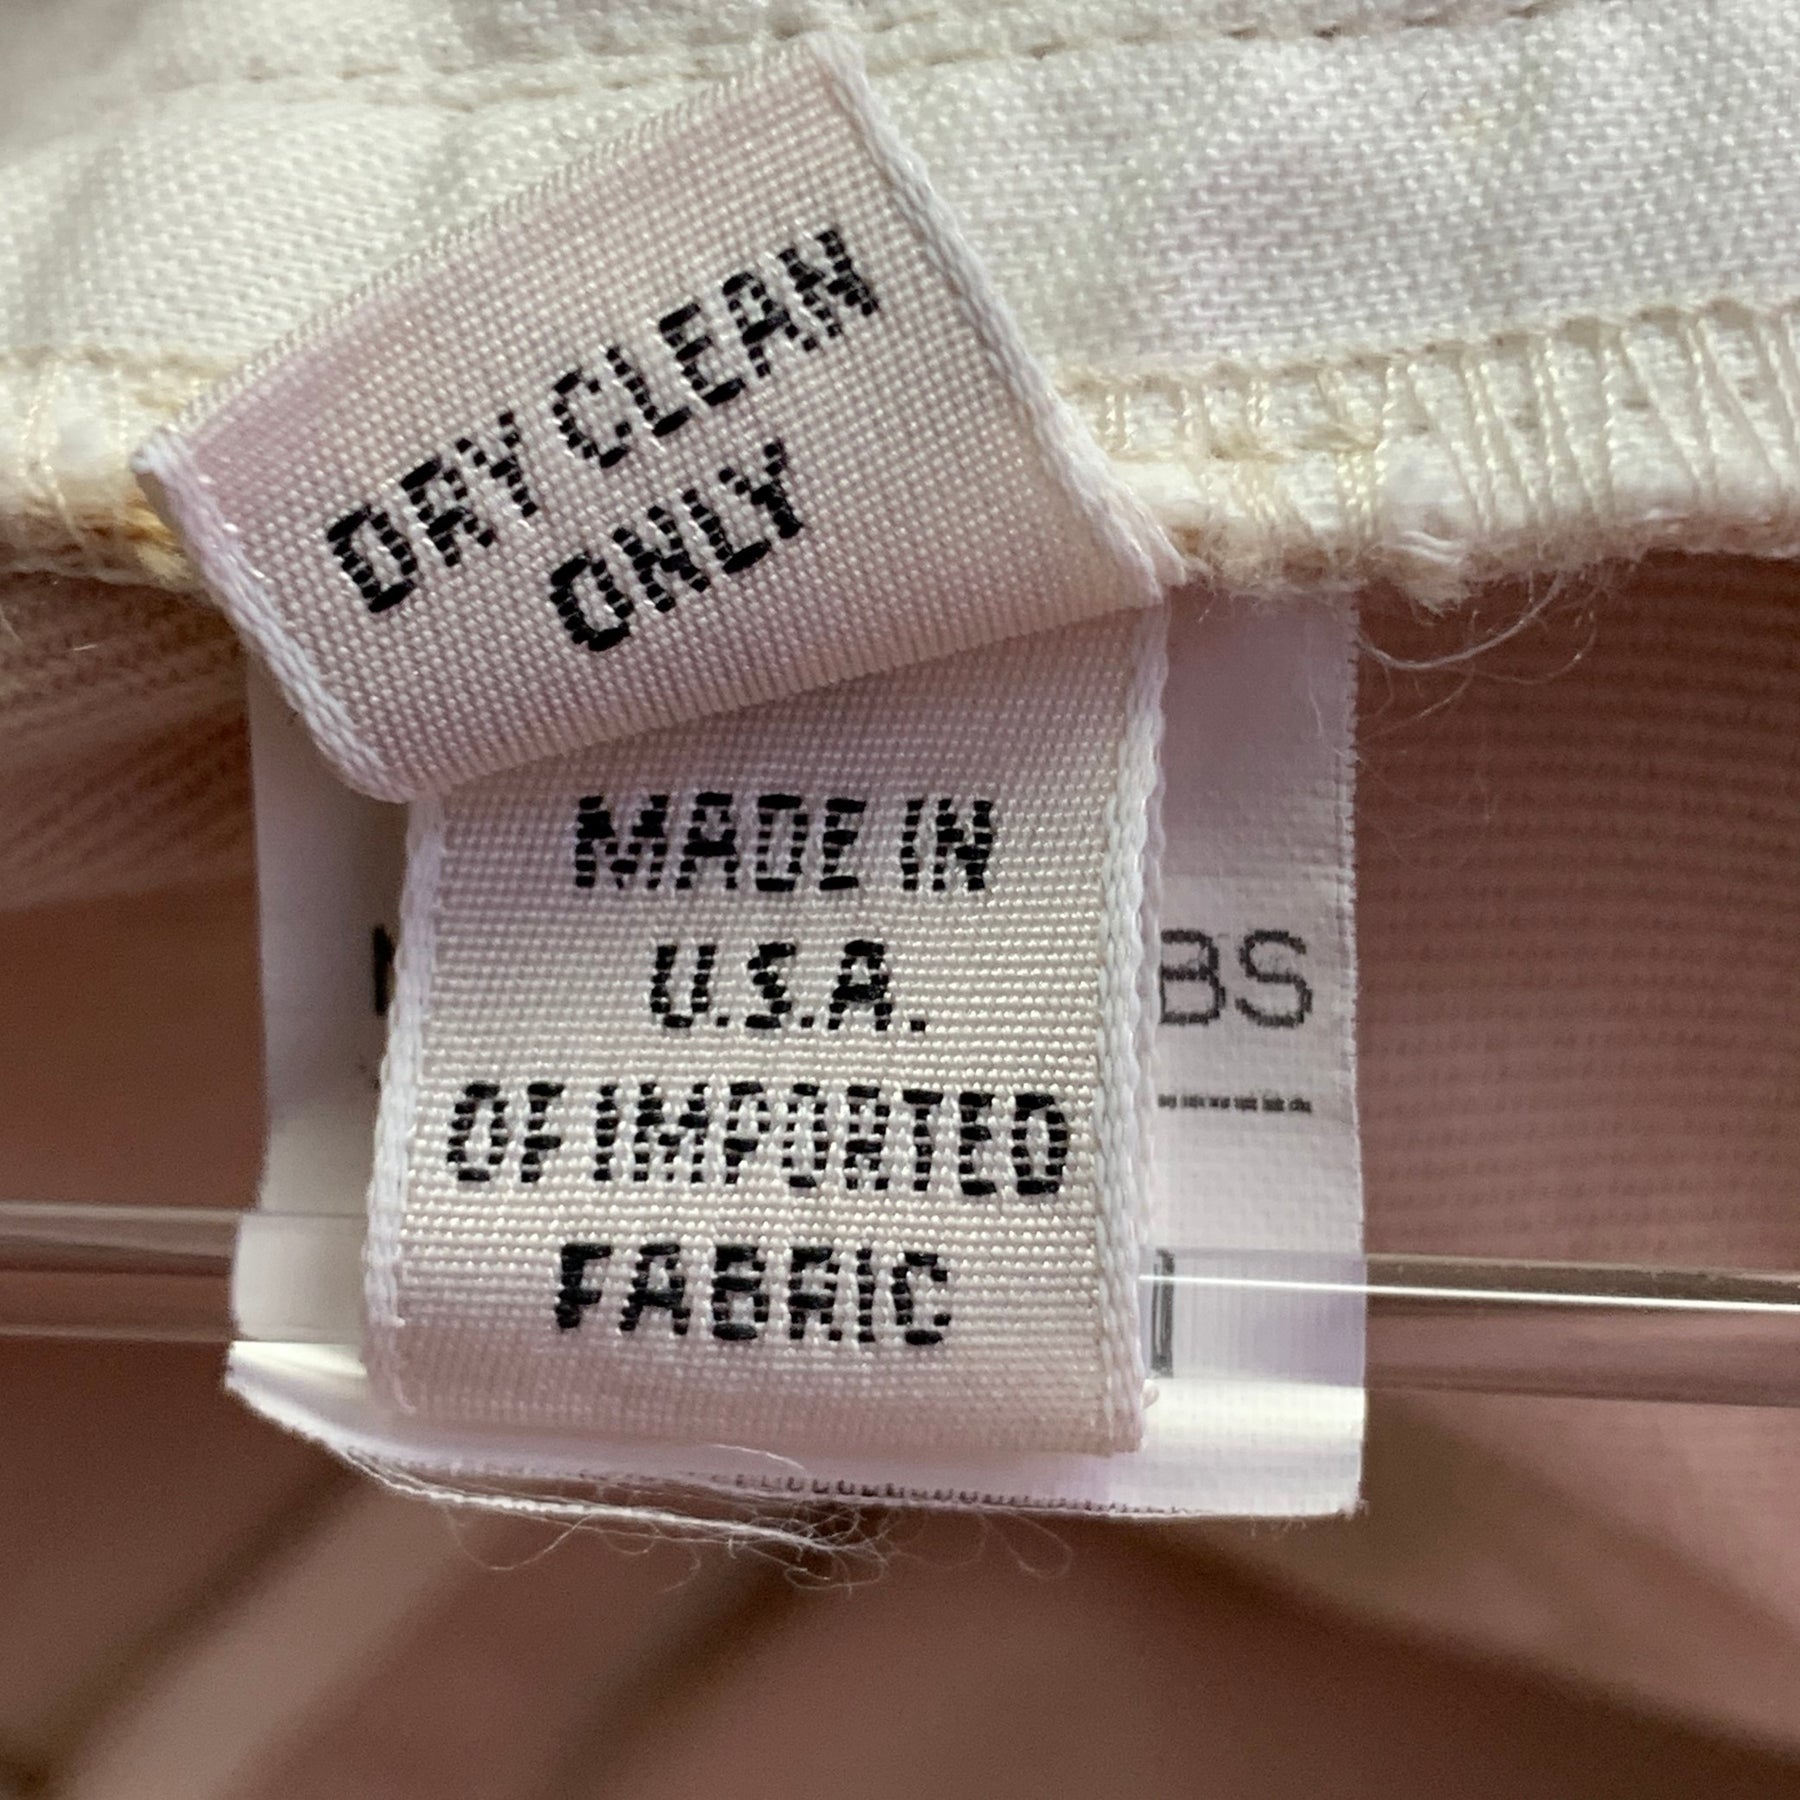 DRY CLEAN
ONLY
MADE IN
U.S.A.
OF IMPORTED
FABRIC
BS